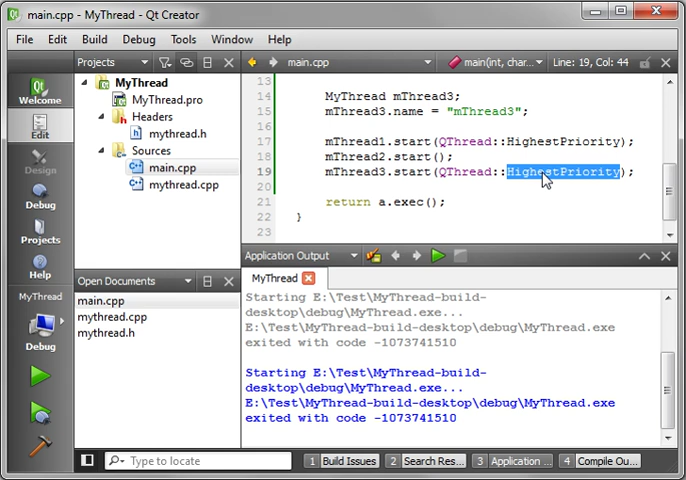 main.cpp - MyThread - Qt Creator
File Edit Build Debug Tools Window Help
Projects
main.cpp
main(int, char...
Line: 19, Col: 44
Welcome
Edit
Design
Debug
Projects
Help
MyThread
Debug
MyThread
MyThread.pro
Headers
mythread.h
Sources
main.cpp
mythread.cpp
Open Documents
main.cpp
mythread.cpp
mythread.h
13
14 MyThread mThread3;
15 mThread3.name = "mThread3";
16
17 mThread1.start(QThread::HighestPriority);
18 mThread2.start();
19 mThread3.start(QThread::HighestPriority);
20
21 return a.exec();
22 }
23
Application Output
MyThread
Starting E:\Test\MyThread-build-
desktop\debug\MyThread.exe...
E:\Test\MyThread-build-desktop\debug\MyThread.exe
exited with code -1073741510
Starting E:\Test\MyThread-build-
desktop\debug\MyThread.exe...
E:\Test\MyThread-build-desktop\debug\MyThread.exe
exited with code -1073741510
Type to locate
1 Build Issues
2 Search Res...
3 Application ...
4 Compile Ou...